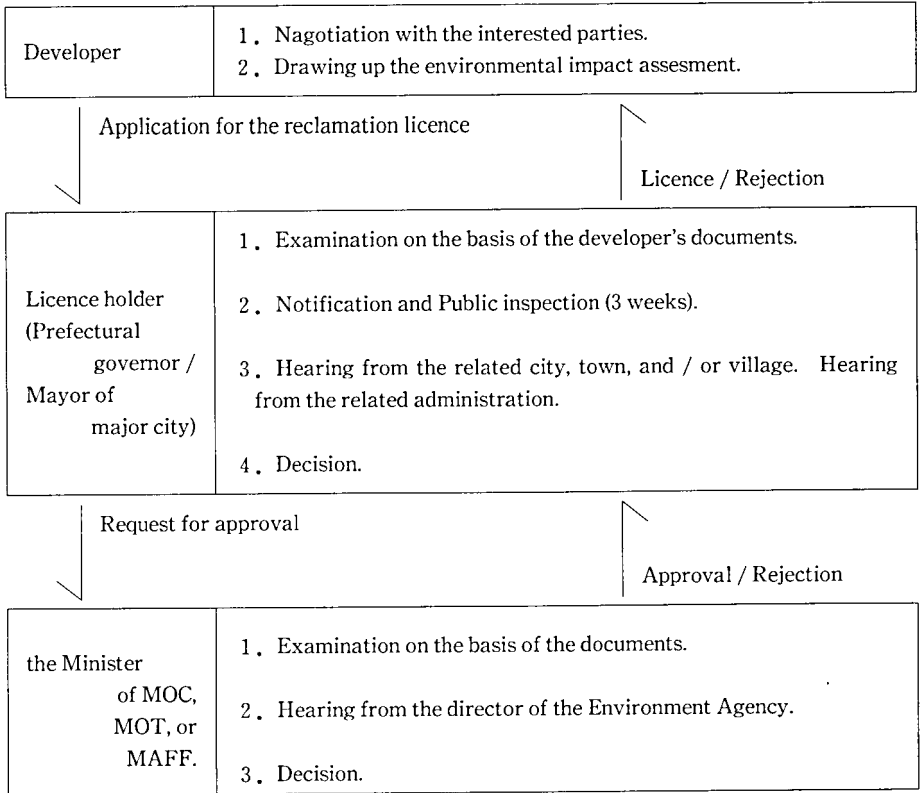 Developer
1. Nagotiation with the interested parties.
2. Drawing up the environmental impact assesment.
Application for the reclamation licence
Licence / Rejection
Licence holder
(Prefectural
governor /
Mayor of
major city)
1. Examination on the basis of the developer's documents.
2. Notification and Public inspection (3 weeks).
3. Hearing from the related city, town, and / or village. Hearing
from the related administration.
4. Decision.
Request for approval
Approval / Rejection
the Minister
of MOC,
MOT, or
MAFF.
1. Examination on the basis of the documents.
2. Hearing from the director of the Environment Agency.
3. Decision.